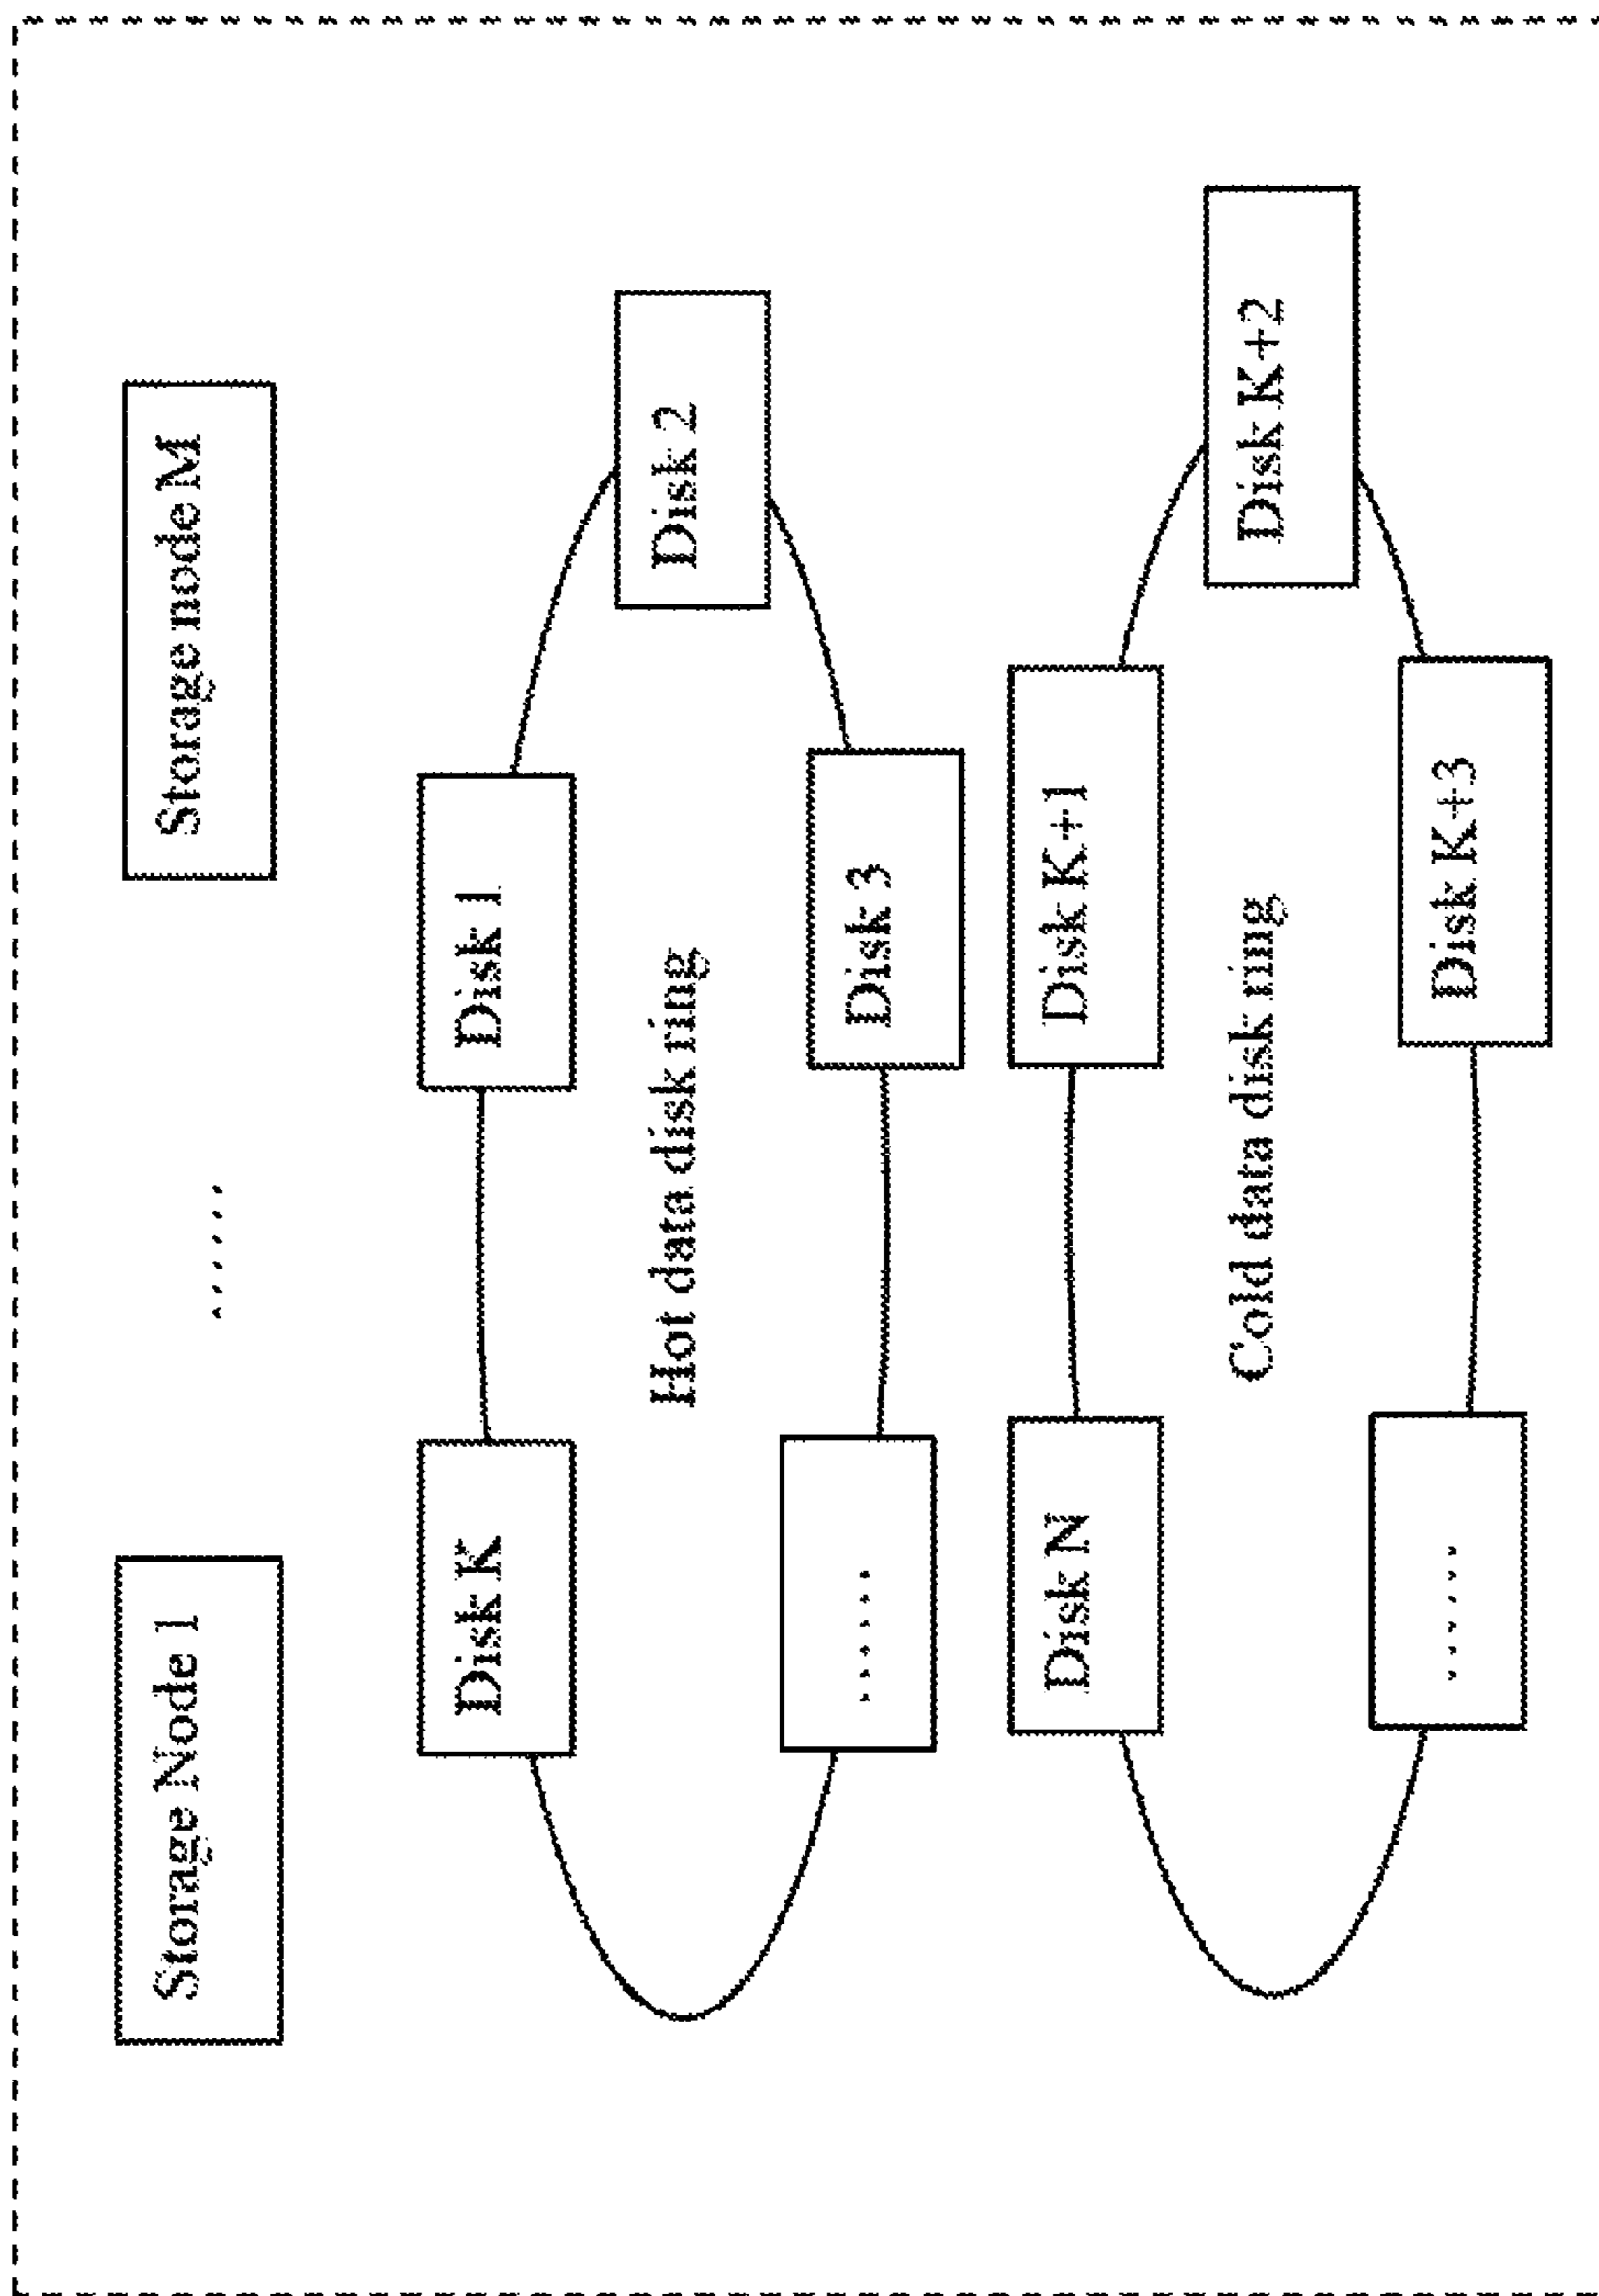 Storage Node 1
......
Storage node M
Disk K
Disk 1
Disk 2
Hot data disk ring
......
Disk 3
Disk N
Disk K+1
Disk K+2
Cold data disk ring
......
Disk K+3